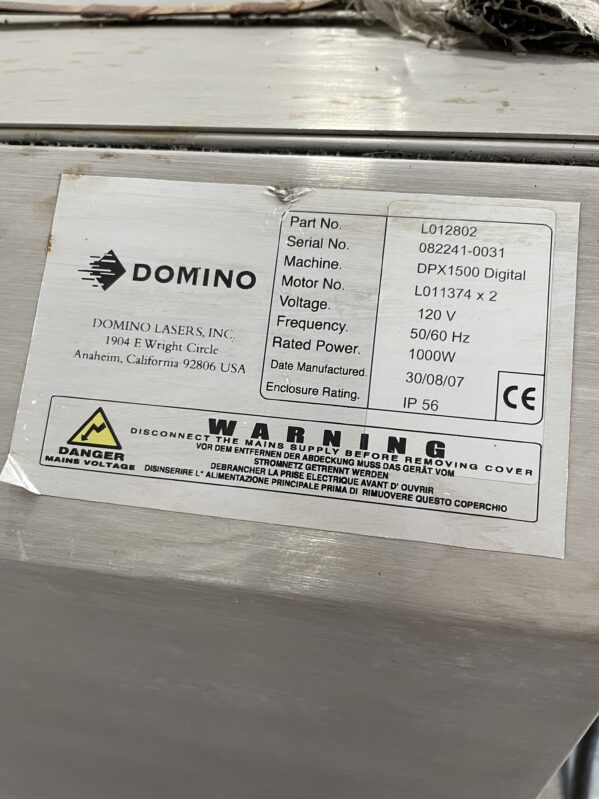 DOMINO
DOMINO LASERS, INC.
1904 E Wright Circle
Anaheim, California 92806 USA
Part No. L012802
Serial No. 082241-0031
Machine. DPX1500 Digital
Motor No. L011374 x 2
Voltage. 120 V
Frequency. 50/60 Hz
Rated Power. 1000W
Date Manufactured. 30/08/07
Enclosure Rating. IP 56
CE
DANGER
MAINS VOLTAGE
WARNING
DISCONNECT THE MAINS SUPPLY BEFORE REMOVING COVER
VOR DEM ENTFERNEN DER ABDECKUNG MUSS DAS GERÄT VOM
STROMNETZ GETRENNT WERDEN
DEBRANCHER LA PRISE ELECTRIQUE AVANT D' OUVRIR
DISINSERIRE L' ALIMENTAZIONE PRINCIPALE PRIMA DI RIMUOVERE QUESTO COPERCHIO